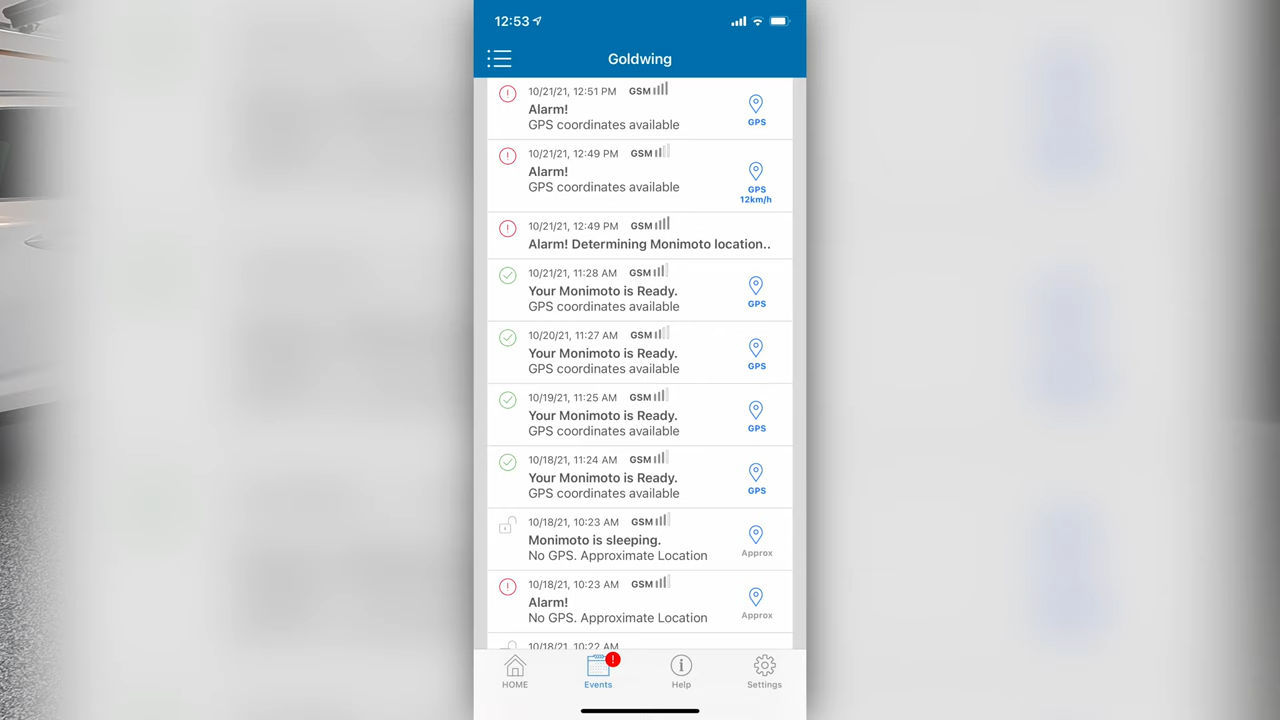 12:53
Goldwing
10/21/21, 12:51 PM GSM
Alarm!
GPS coordinates available
GPS
10/21/21, 12:49 PM GSM
Alarm!
GPS coordinates available
GPS
12km/h
10/21/21, 12:49 PM GSM
Alarm! Determining Monimoto location..
10/21/21, 11:28 AM GSM
Your Monimoto is Ready.
GPS coordinates available
GPS
10/20/21, 11:27 AM GSM
Your Monimoto is Ready.
GPS coordinates available
GPS
10/19/21, 11:25 AM GSM
Your Monimoto is Ready.
GPS coordinates available
GPS
10/18/21, 11:24 AM GSM
Your Monimoto is Ready.
GPS coordinates available
GPS
10/18/21, 10:23 AM GSM
Monimoto is sleeping.
No GPS. Approximate Location
Approx
10/18/21, 10:23 AM GSM
Alarm!
No GPS. Approximate Location
Approx
10/18/21, 10:22 AM
HOME
Events
Help
Settings